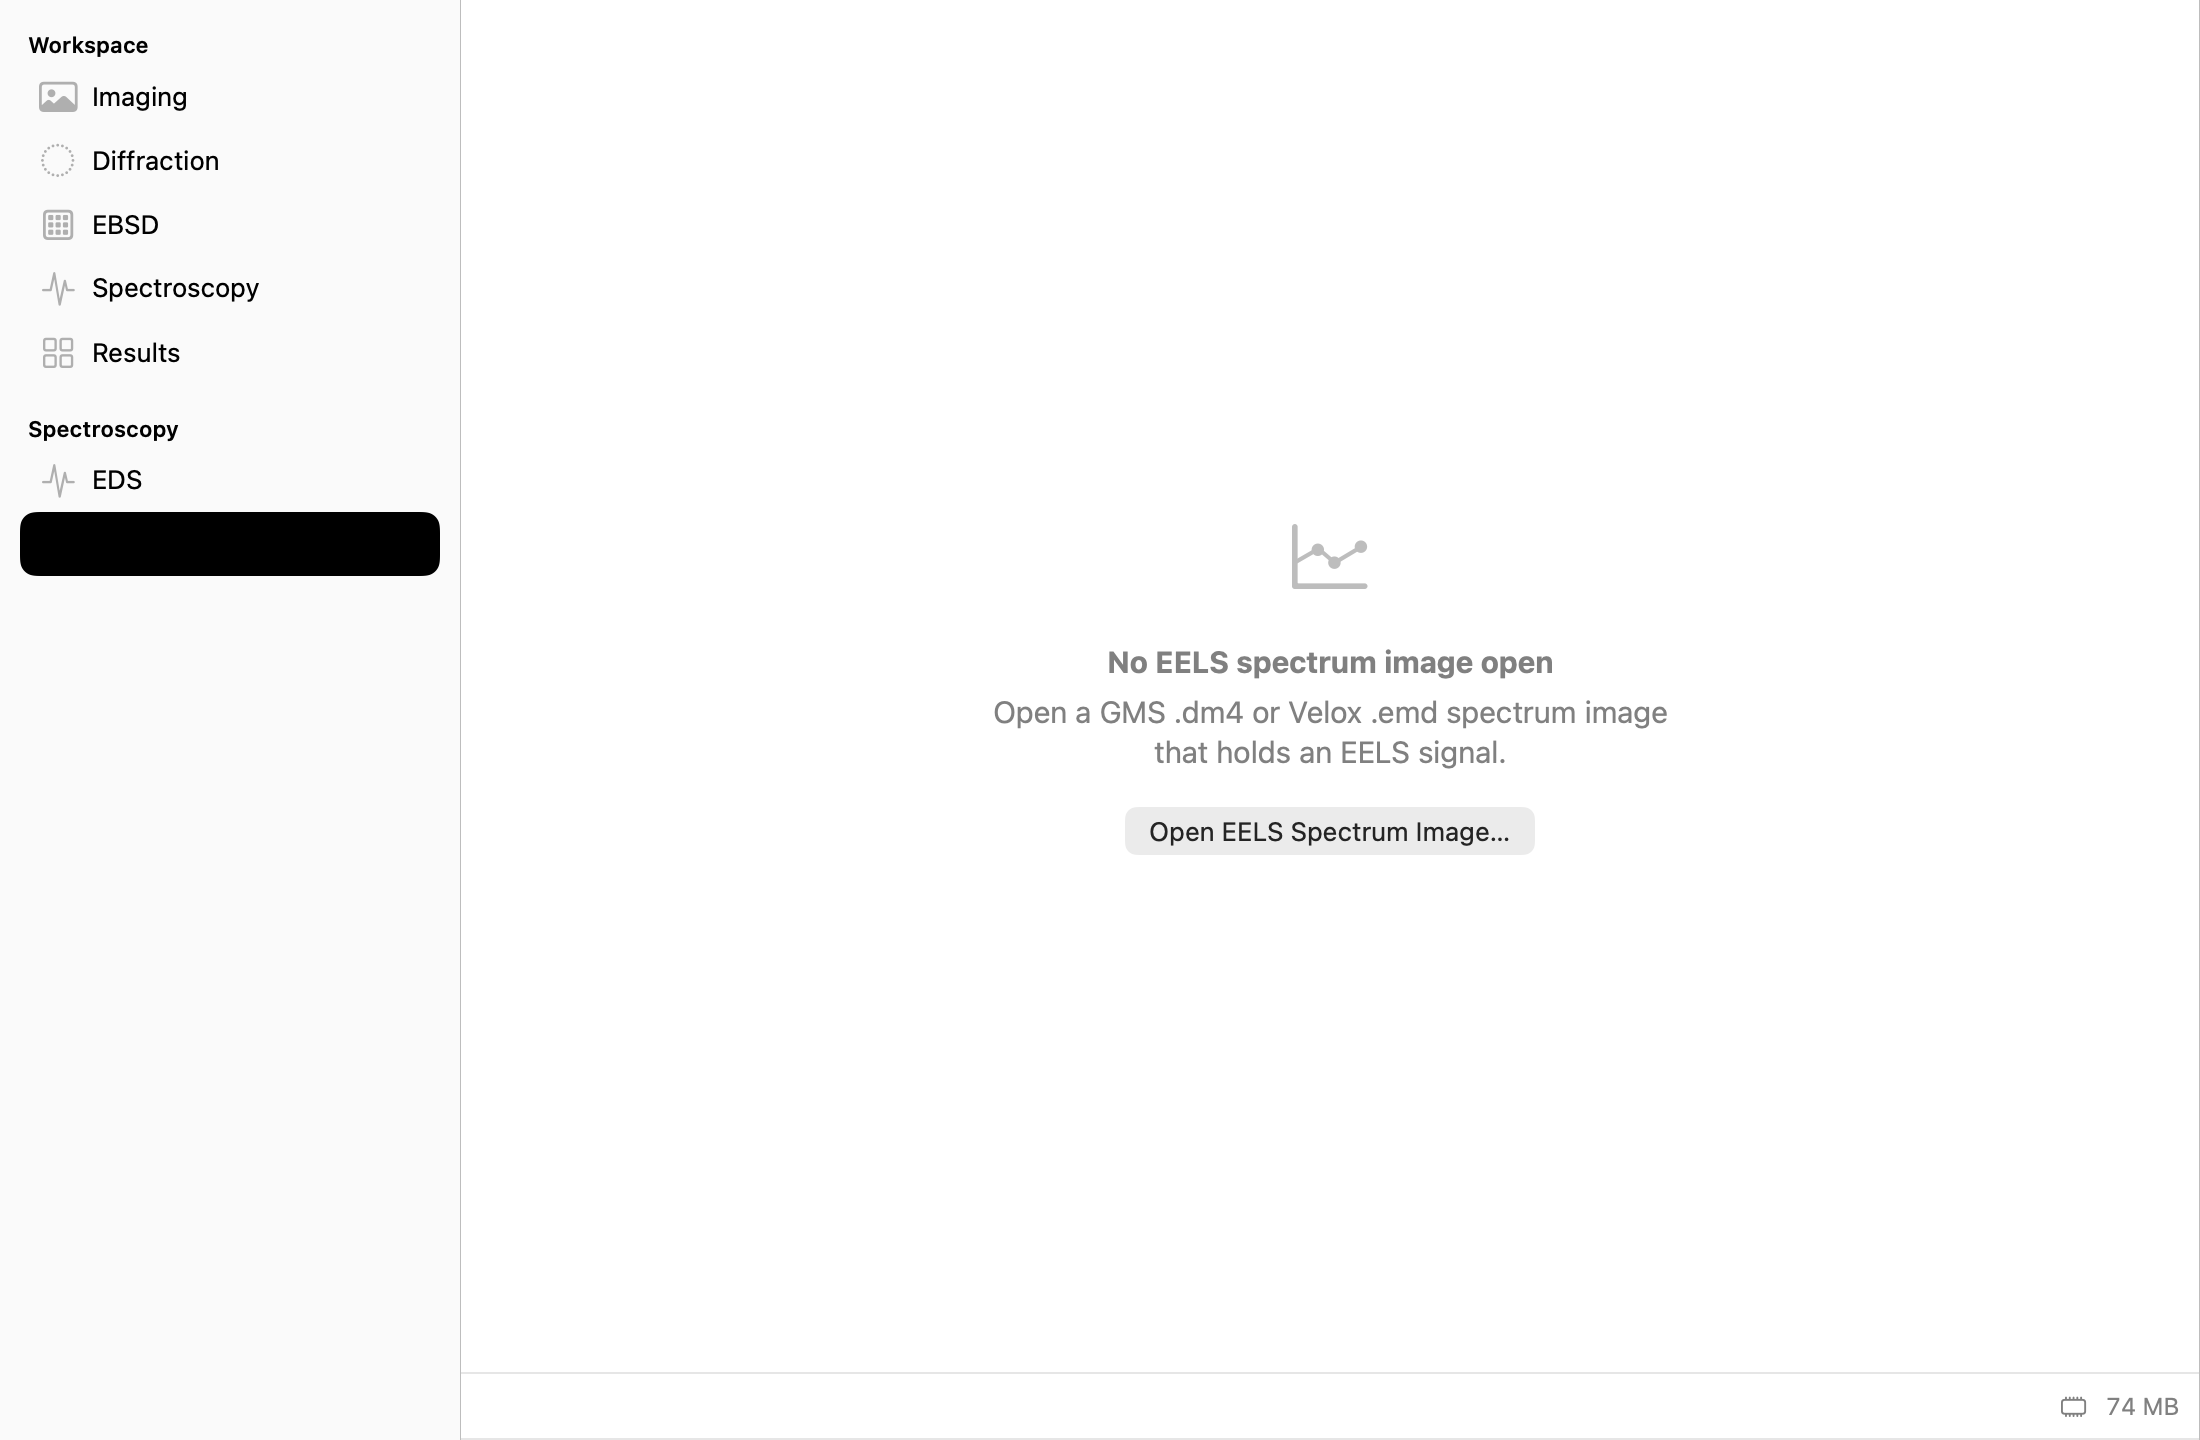 Workspace
Imaging
Diffraction
EBSD
Spectroscopy
Results
Spectroscopy
EDS
No EELS spectrum image open
Open a GMS .dm4 or Velox .emd spectrum image
that holds an EELS signal.
Open EELS Spectrum Image...
74 MB